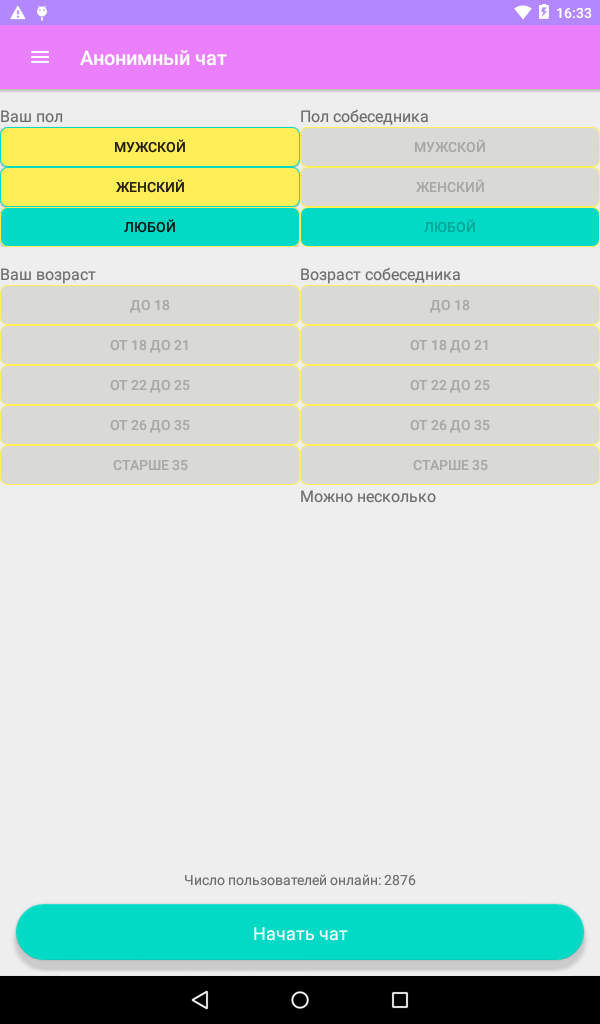 16:33
Анонимный чат
Ваш пол
Пол собеседника
МУЖСКОЙ
МУЖСКОЙ
ЖЕНСКИЙ
ЖЕНСКИЙ
ЛЮБОЙ
ЛЮБОЙ
Ваш возраст
Возраст собеседника
ДО 18
ДО 18
ОТ 18 ДО 21
ОТ 18 ДО 21
ОТ 22 ДО 25
ОТ 22 ДО 25
ОТ 26 ДО 35
ОТ 26 ДО 35
СТАРШЕ 35
СТАРШЕ 35
Можно несколько
Число пользователей онлайн: 2876
Начать чат